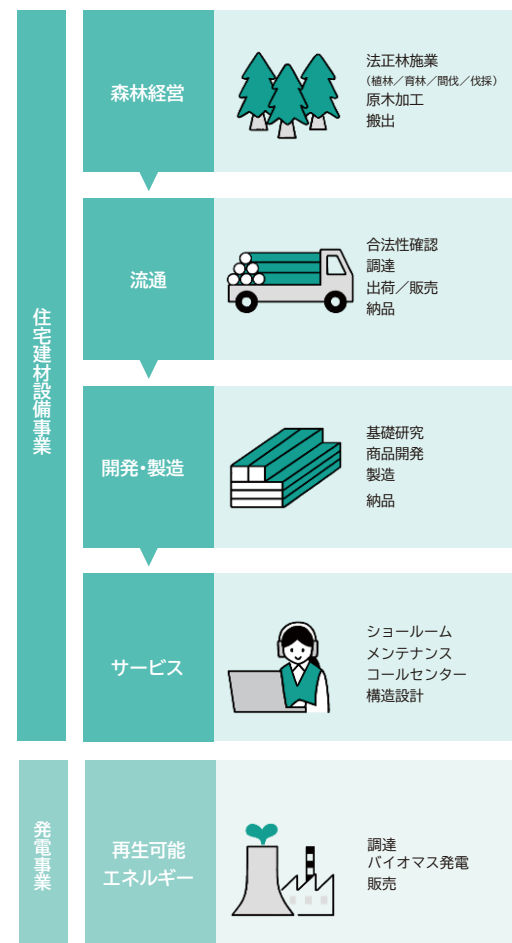 住宅建材設備事業
森林経営
法正林施業
（植林／育林／間伐／伐採）
原木加工
搬出
流通
合法性確認
調達
出荷／販売
納品
開発・製造
基礎研究
商品開発
製造
納品
サービス
ショールーム
メンテナンス
コールセンター
構造設計
発電事業
再生可能
エネルギー
調達
バイオマス発電
販売